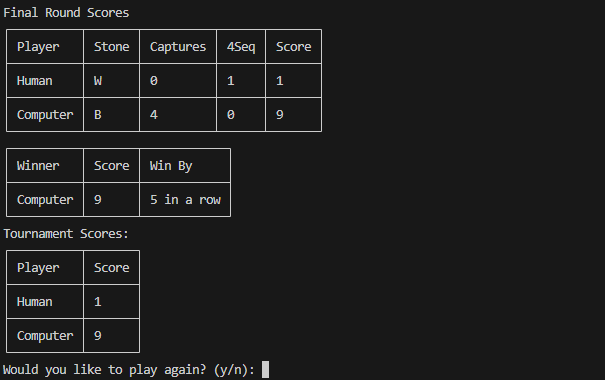 Final Round Scores
Player Stone Captures 4Seq Score
Human W 0 1 1
Computer B 4 0 9
Winner Score Win By
Computer 9 5 in a row
Tournament Scores:
Player Score
Human 1
Computer 9
Would you like to play again? (y/n):